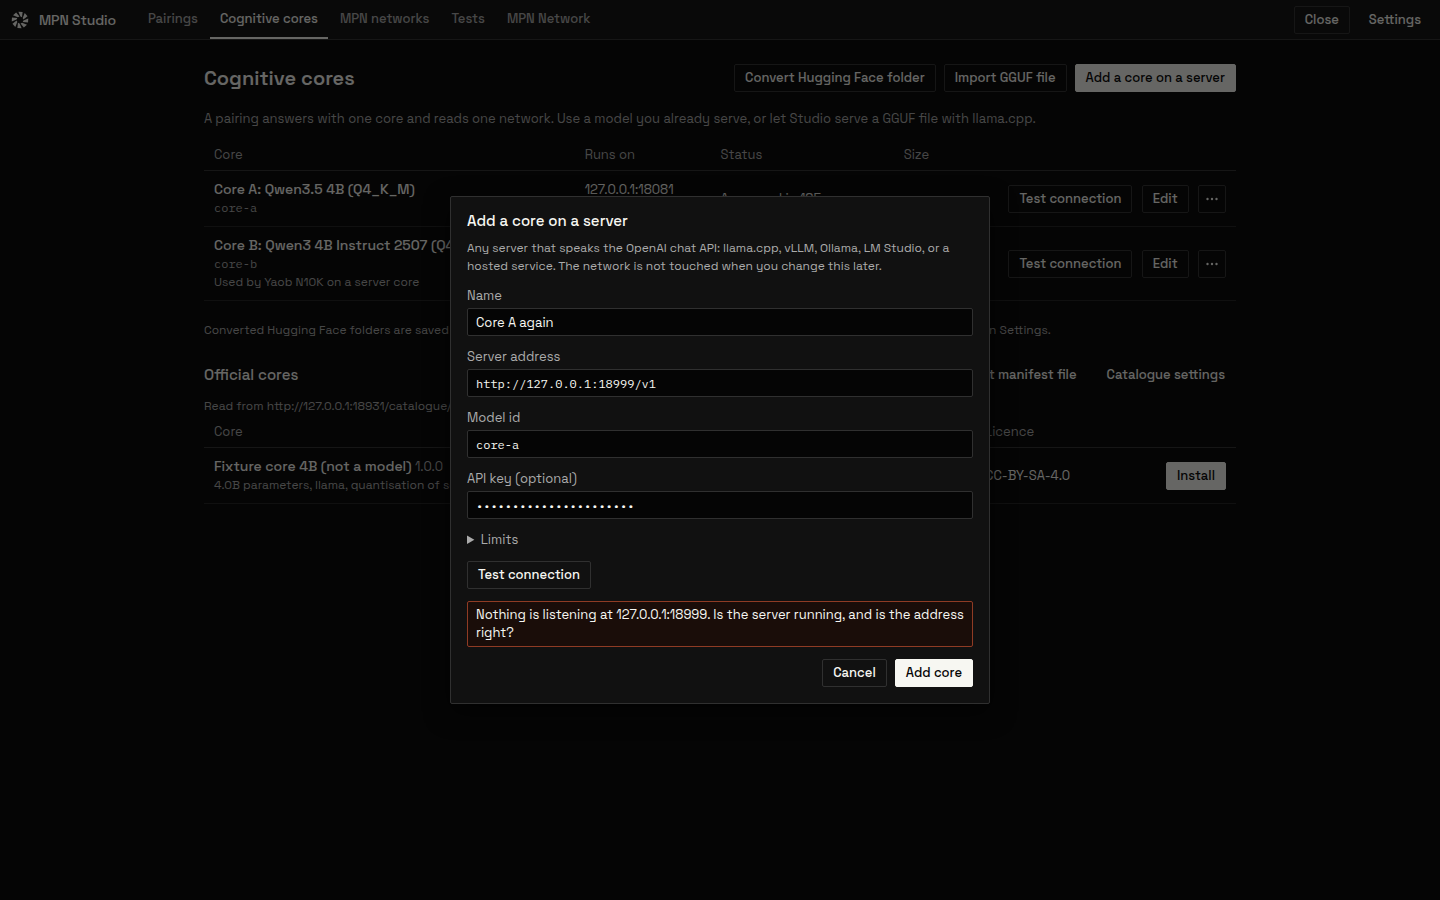 MPN Studio
Pairings
Cognitive cores
MPN networks
Tests
MPN Network
Close
Settings
Cognitive cores
Convert Hugging Face folder
Import GGUF file
Add a core on a server
A pairing answers with one core and reads one network. Use a model you already serve, or let Studio serve a GGUF file with llama.cpp.
Core
Runs on
Status
Size
Core A: Qwen3.5 4B (Q4_K_M)
127.0.0.1:18081
core-a
Test connection
Edit
...
Core B: Qwen3 4B Instruct 2507 (Q4
core-b
Used by Yaob N10K on a server core
Test connection
Edit
...
Converted Hugging Face folders are saved
n Settings.
Official cores
t manifest file
Catalogue settings
Read from http://127.0.0.1:18931/catalogue/
Core
Licence
Fixture core 4B (not a model) 1.0.0
4.0B parameters, llama, quantisation of s
CC-BY-SA-4.0
Install
Add a core on a server
Any server that speaks the OpenAI chat API: llama.cpp, vLLM, Ollama, LM Studio, or a
hosted service. The network is not touched when you change this later.
Name
Core A again
Server address
http://127.0.0.1:18999/v1
Model id
core-a
API key (optional)
••••••••••••••••••••••
Limits
Test connection
Nothing is listening at 127.0.0.1:18999. Is the server running, and is the address
right?
Cancel
Add core